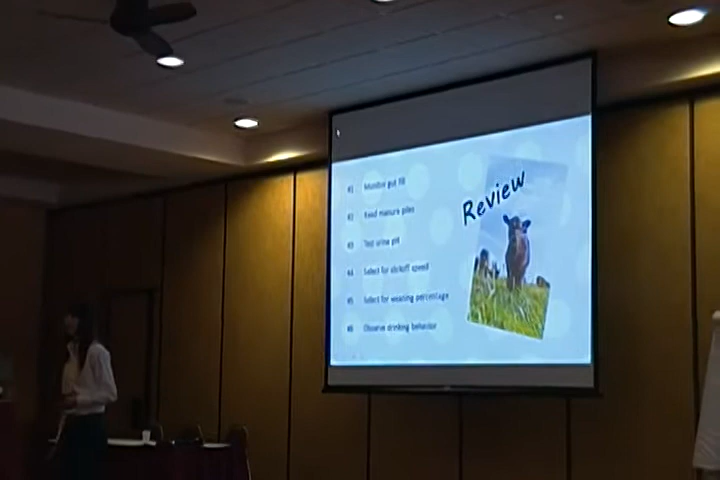 #1 Monitor gut fill
#2 Read manure piles
#3 Test urine pH
#4 Select for slickoff speed
#5 Select for weaning percentage
#6 Observe drinking behavior
Review